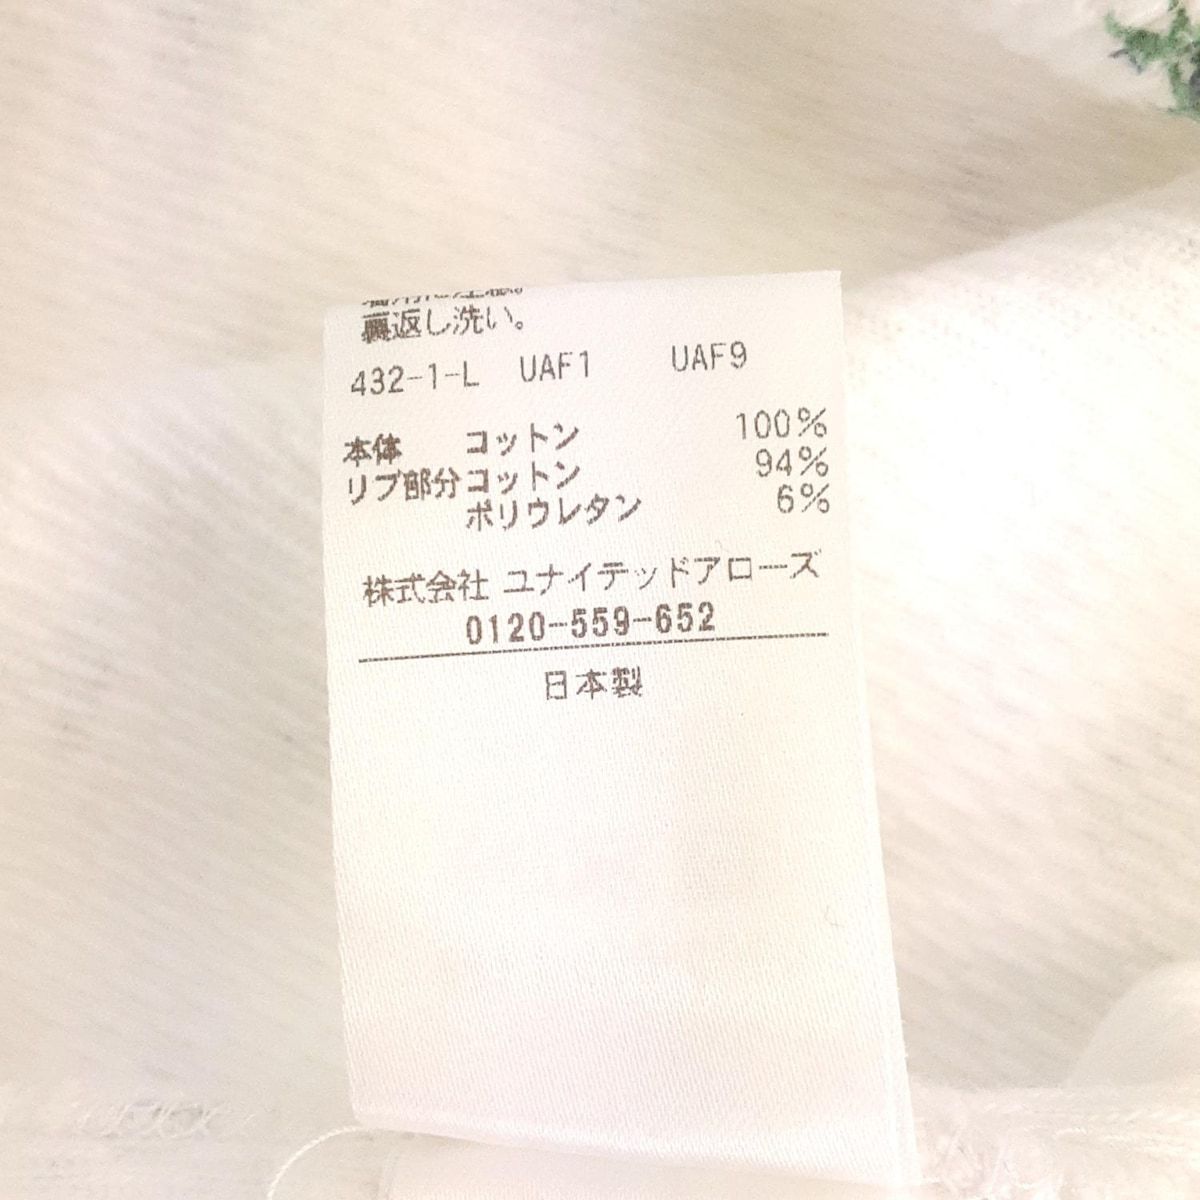 裏返し洗い。
432-1-L UAF1 UAF9
本体 コットン 100%
リブ部分 コットン 94%
ポリウレタン 6%
株式会社 ユナイテッドアローズ
0120-559-652
日本製